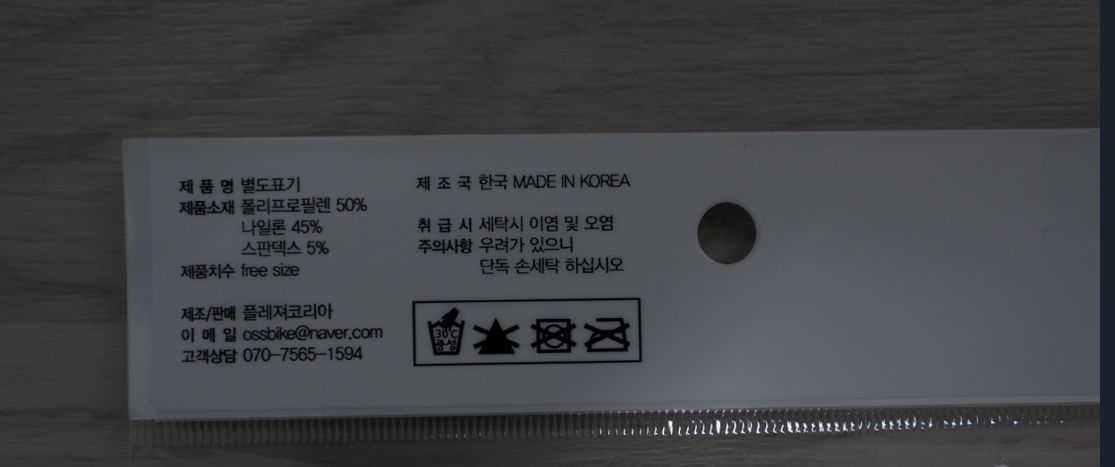 제 품 명 별도표기
제품소재 폴리프로필렌 50%
나일론 45%
스판덱스 5%
제품치수 free size
제조/판매 플레져코리아
이 메 일 ossbike@naver.com
고객상담 070-7565-1594
제 조 국 한국 MADE IN KOREA
취 급 시 세탁시 이염 및 오염
주의사항 우려가 있으니
단독 손세탁 하십시오
30℃
중성